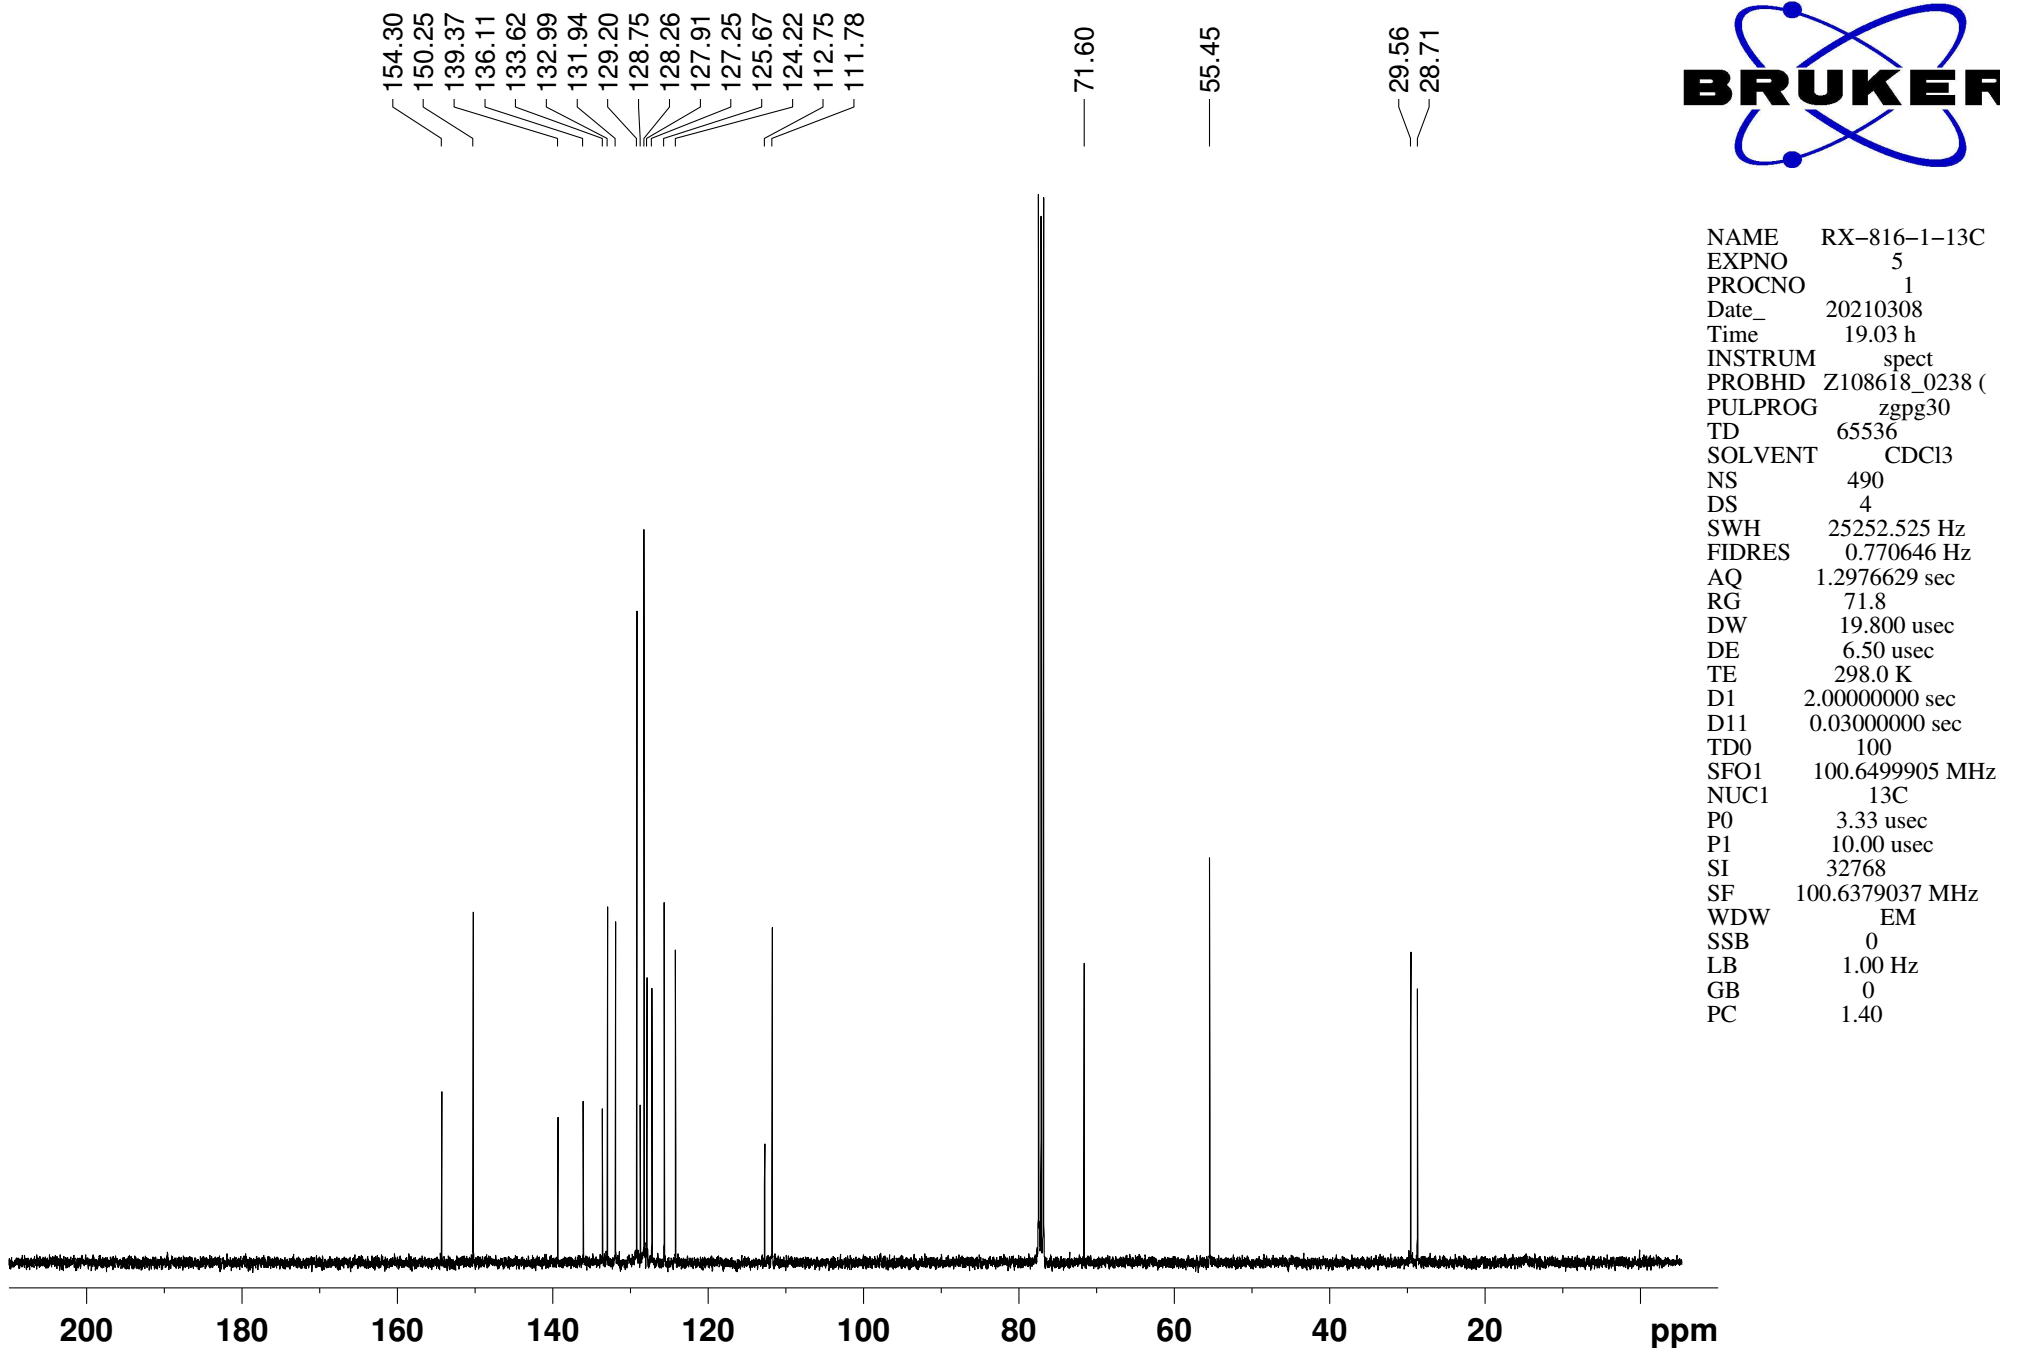 154.30
150.25
139.37
136.11
133.62
132.99
131.94
129.20
128.75
128.26
127.91
127.25
125.67
124.22
112.75
111.78
71.60
55.45
29.56
28.71
BRUKER
NAME RX−816−1−13C
EXPNO 5
PROCNO 1
Date_ 20210308
Time 19.03 h
INSTRUM spect
PROBHD Z108618_0238 (
PULPROG zgpg30
TD 65536
SOLVENT CDCl3
NS 490
DS 4
SWH 25252.525 Hz
FIDRES 0.770646 Hz
AQ 1.2976629 sec
RG 71.8
DW 19.800 usec
DE 6.50 usec
TE 298.0 K
D1 2.00000000 sec
D11 0.03000000 sec
TD0 100
SFO1 100.6499905 MHz
NUC1 13C
P0 3.33 usec
P1 10.00 usec
SI 32768
SF 100.6379037 MHz
WDW EM
SSB 0
LB 1.00 Hz
GB 0
PC 1.40
200 180 160 140 120 100 80 60 40 20 ppm